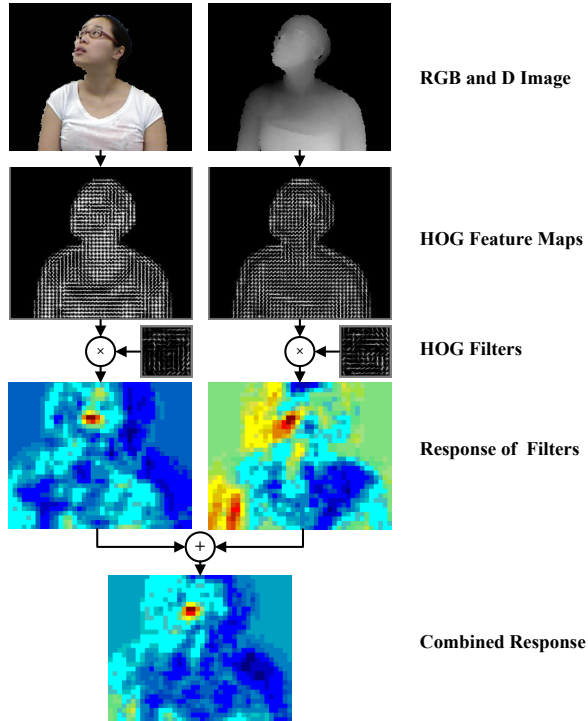 RGB and D Image
HOG Feature Maps
×
×
HOG Filters
Response of Filters
+
Combined Response